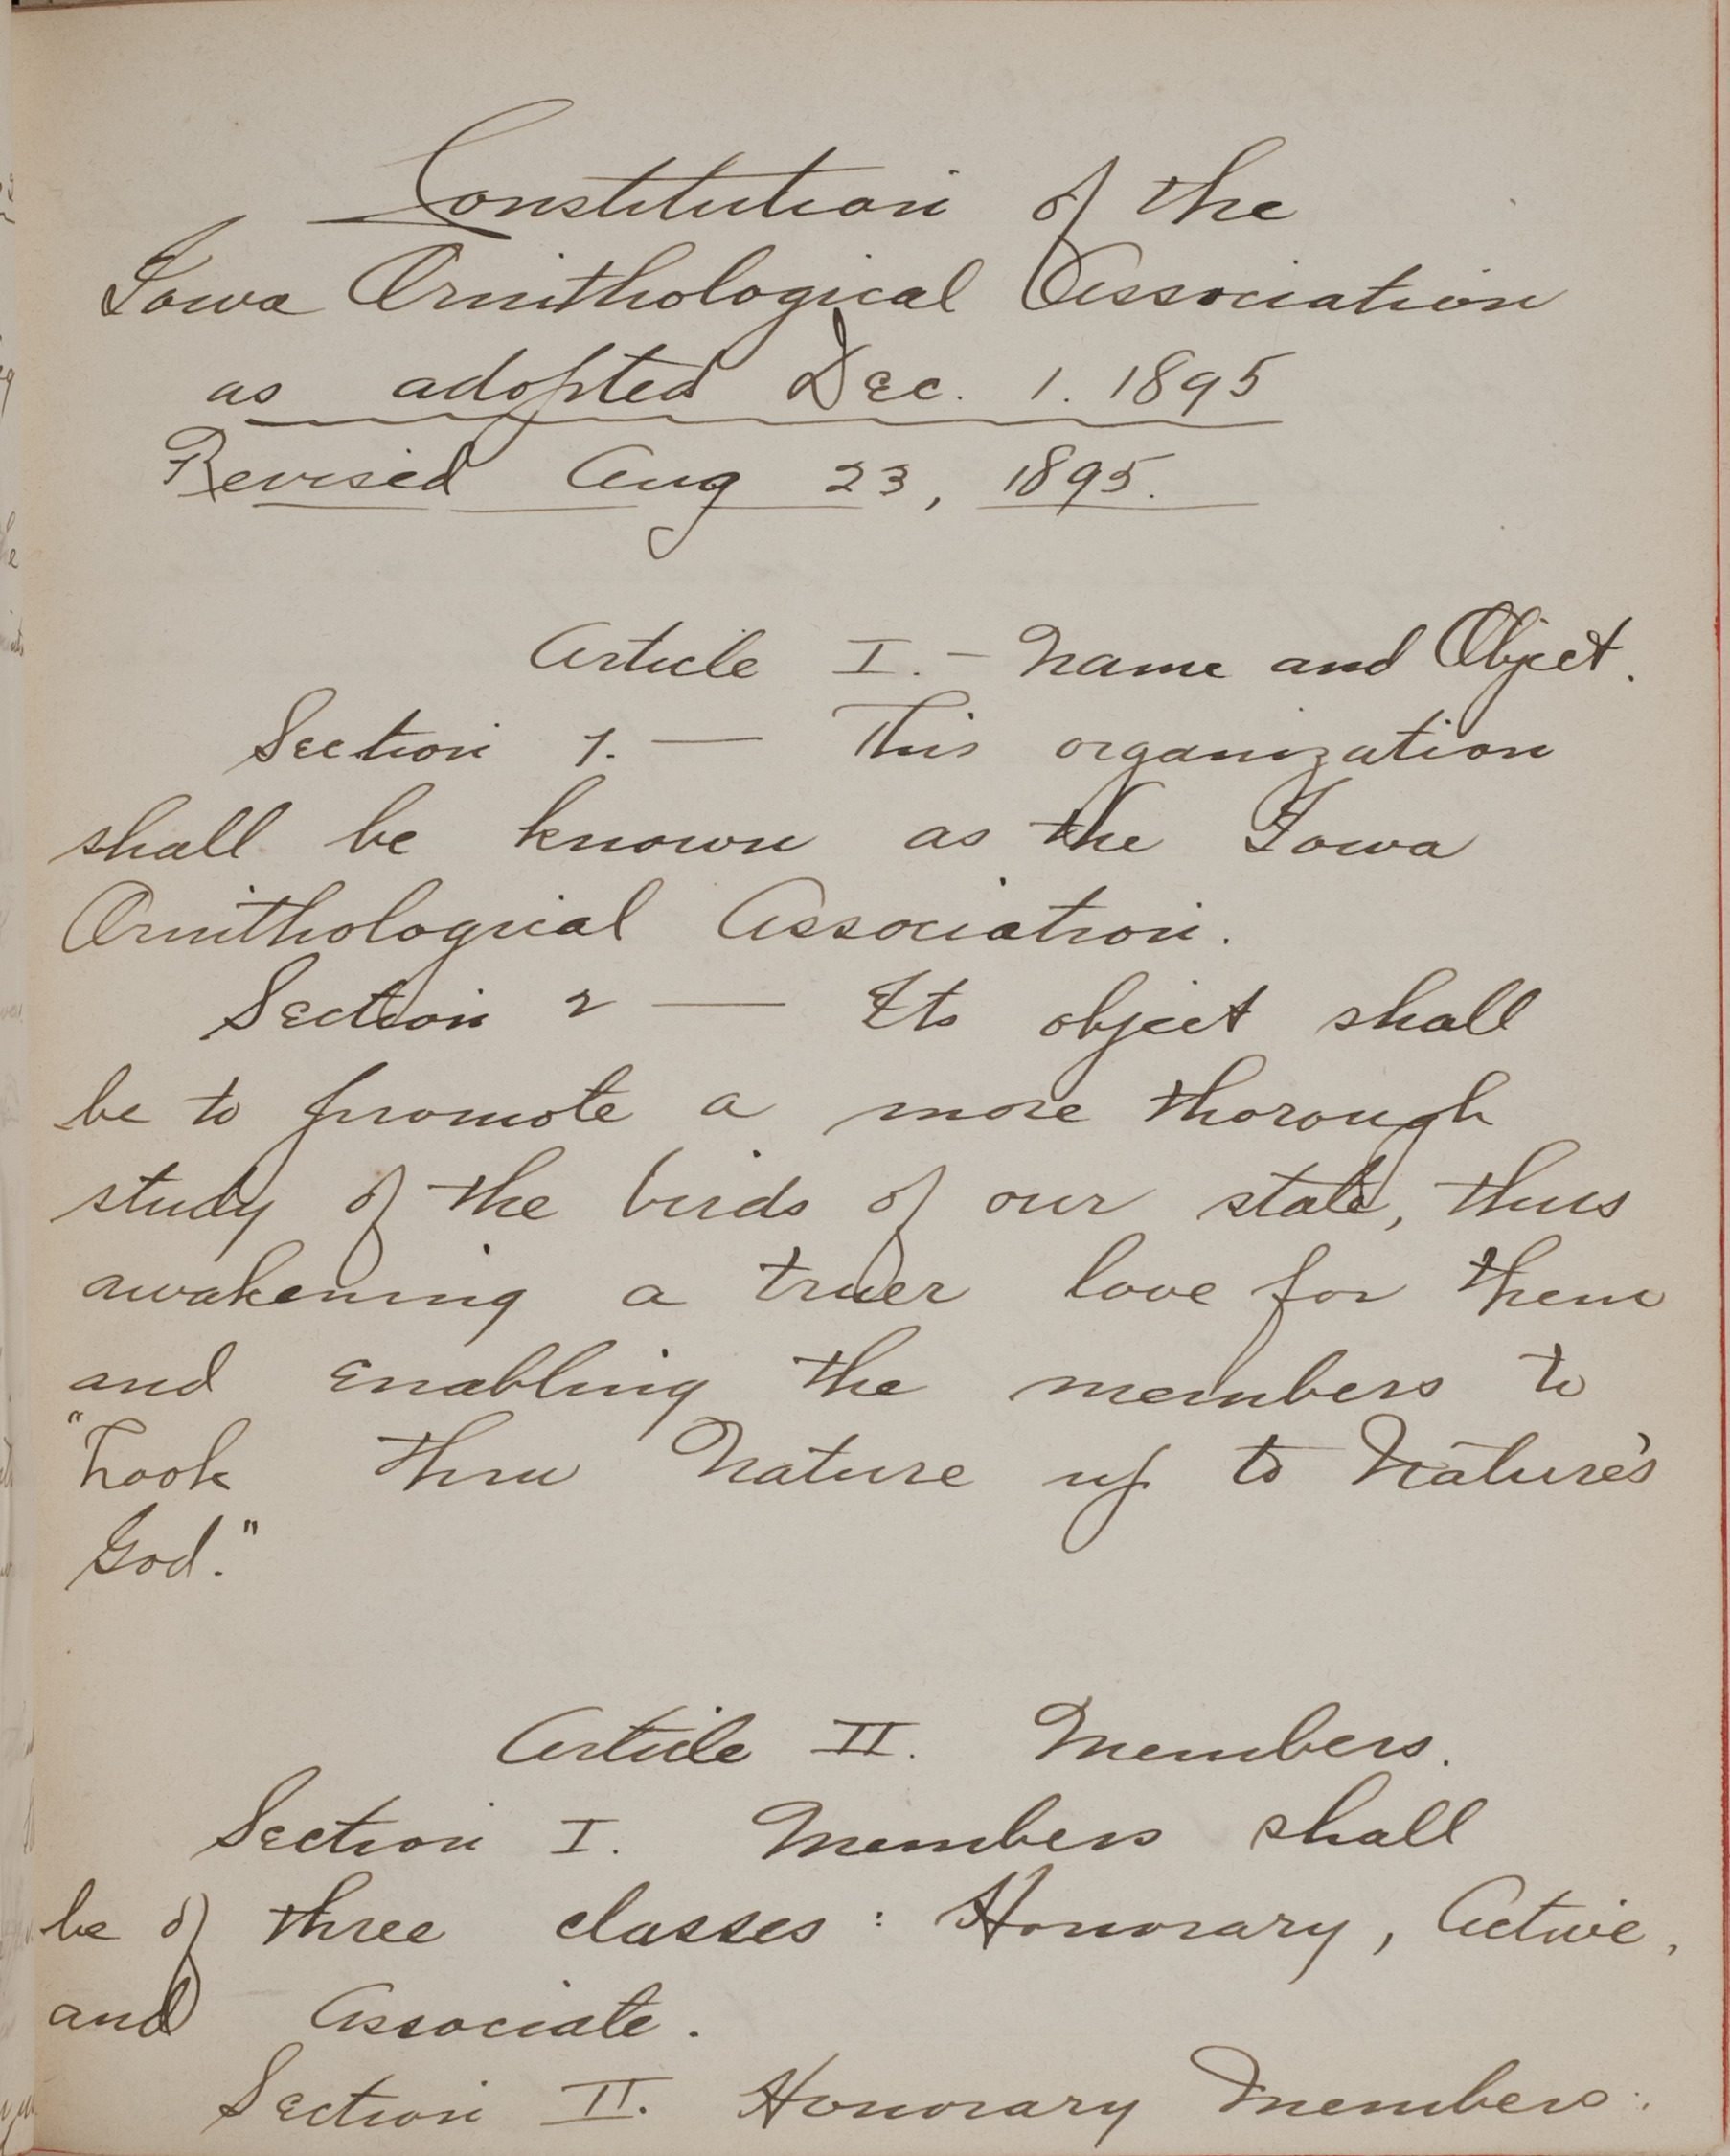 Constitution of the
Iowa Ornithological Association
as adopted Dec. 1. 1895
Revised Aug 23, 1895.
Article I. - Name and Object.
Section 1. — This organization
shall be known as the Iowa
Ornithological Association.
Section 2 — Its object shall
be to promote a more thorough
study of the birds of our state, thus
awakening a truer love for them
and enabling the members to
"Look thru Nature up to Nature's
God."
Article II. Members.
Section I. Members shall
be of three classes: Honorary, Active,
and Associate.
Section II. Honorary Members: